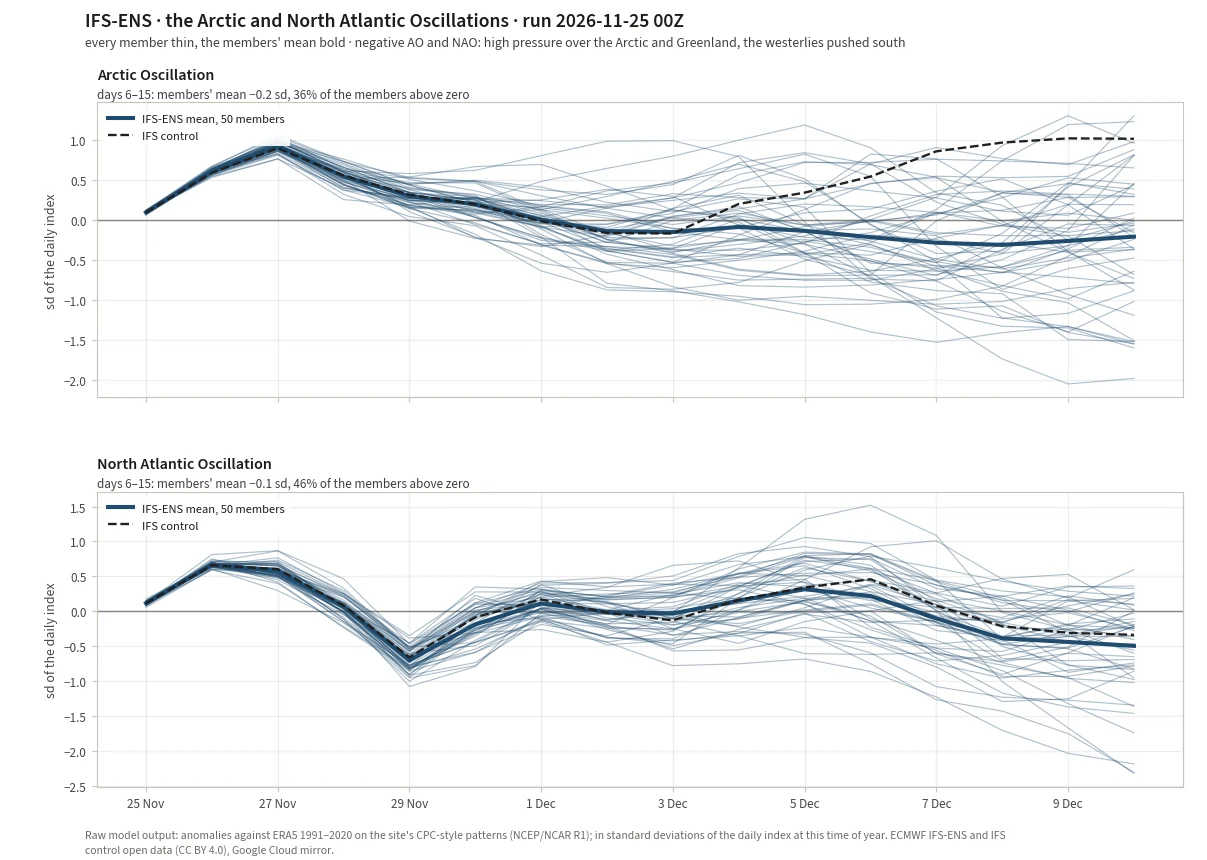 IFS-ENS · the Arctic and North Atlantic Oscillations · run 2026-11-25 00Z
every member thin, the members' mean bold · negative AO and NAO: high pressure over the Arctic and Greenland, the westerlies pushed south
Arctic Oscillation
days 6–15: members' mean −0.2 sd, 36% of the members above zero
IFS-ENS mean, 50 members
IFS control
1.0
0.5
0.0
−0.5
−1.0
−1.5
−2.0
sd of the daily index
North Atlantic Oscillation
days 6–15: members' mean −0.1 sd, 46% of the members above zero
IFS-ENS mean, 50 members
IFS control
1.5
1.0
0.5
0.0
−0.5
−1.0
−1.5
−2.0
−2.5
sd of the daily index
25 Nov
27 Nov
29 Nov
1 Dec
3 Dec
5 Dec
7 Dec
9 Dec
Raw model output: anomalies against ERA5 1991–2020 on the site's CPC-style patterns (NCEP/NCAR R1); in standard deviations of the daily index at this time of year. ECMWF IFS-ENS and IFS
control open data (CC BY 4.0), Google Cloud mirror.